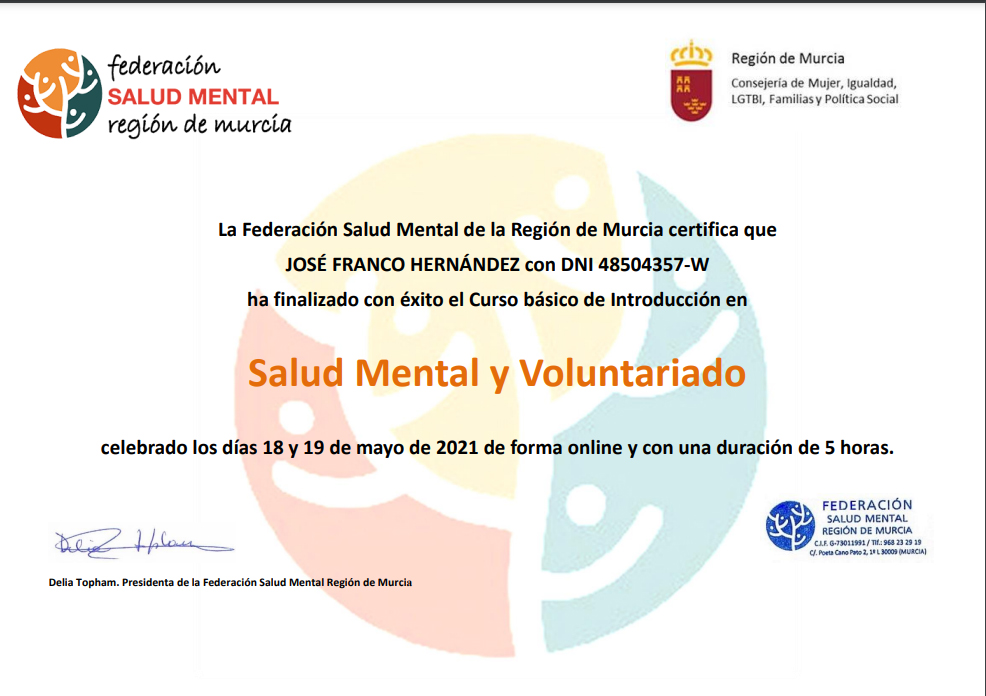 federación
SALUD MENTAL
región de murcia
Región de Murcia
Consejería de Mujer, Igualdad,
LGTBI, Familias y Política Social
La Federación Salud Mental de la Región de Murcia certifica que
JOSÉ FRANCO HERNÁNDEZ con DNI 48504357-W
ha finalizado con éxito el Curso básico de Introducción en
Salud Mental y Voluntariado
celebrado los días 18 y 19 de mayo de 2021 de forma online y con una duración de 5 horas.
FEDERACIÓN
SALUD MENTAL
REGIÓN DE MURCIA
C.I.F. G-73011991 / Tlf.: 968 23 29 19
C/. Poeta Cano Pato 2, 1º L 30009 (MURCIA)
Delia Topham. Presidenta de la Federación Salud Mental Región de Murcia